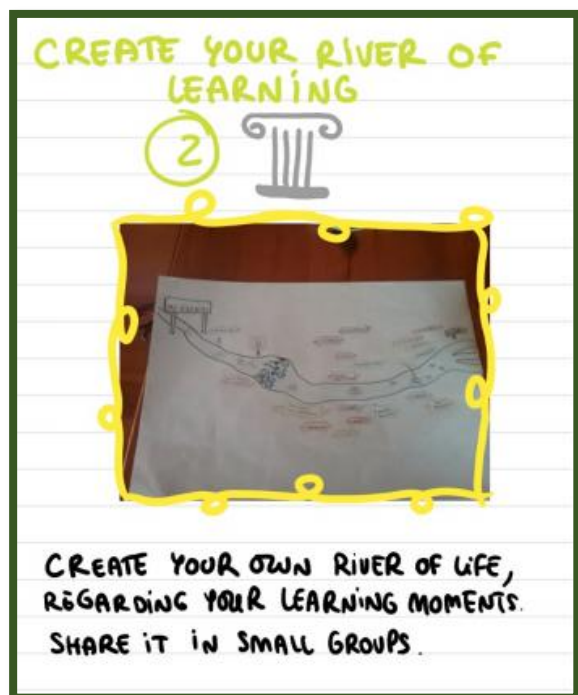 CREATE YOUR RIVER OF
LEARNING
2
CREATE YOUR OWN RIVER OF LIFE,
REGARDING YOUR LEARNING MOMENTS.
SHARE IT IN SMALL GROUPS.